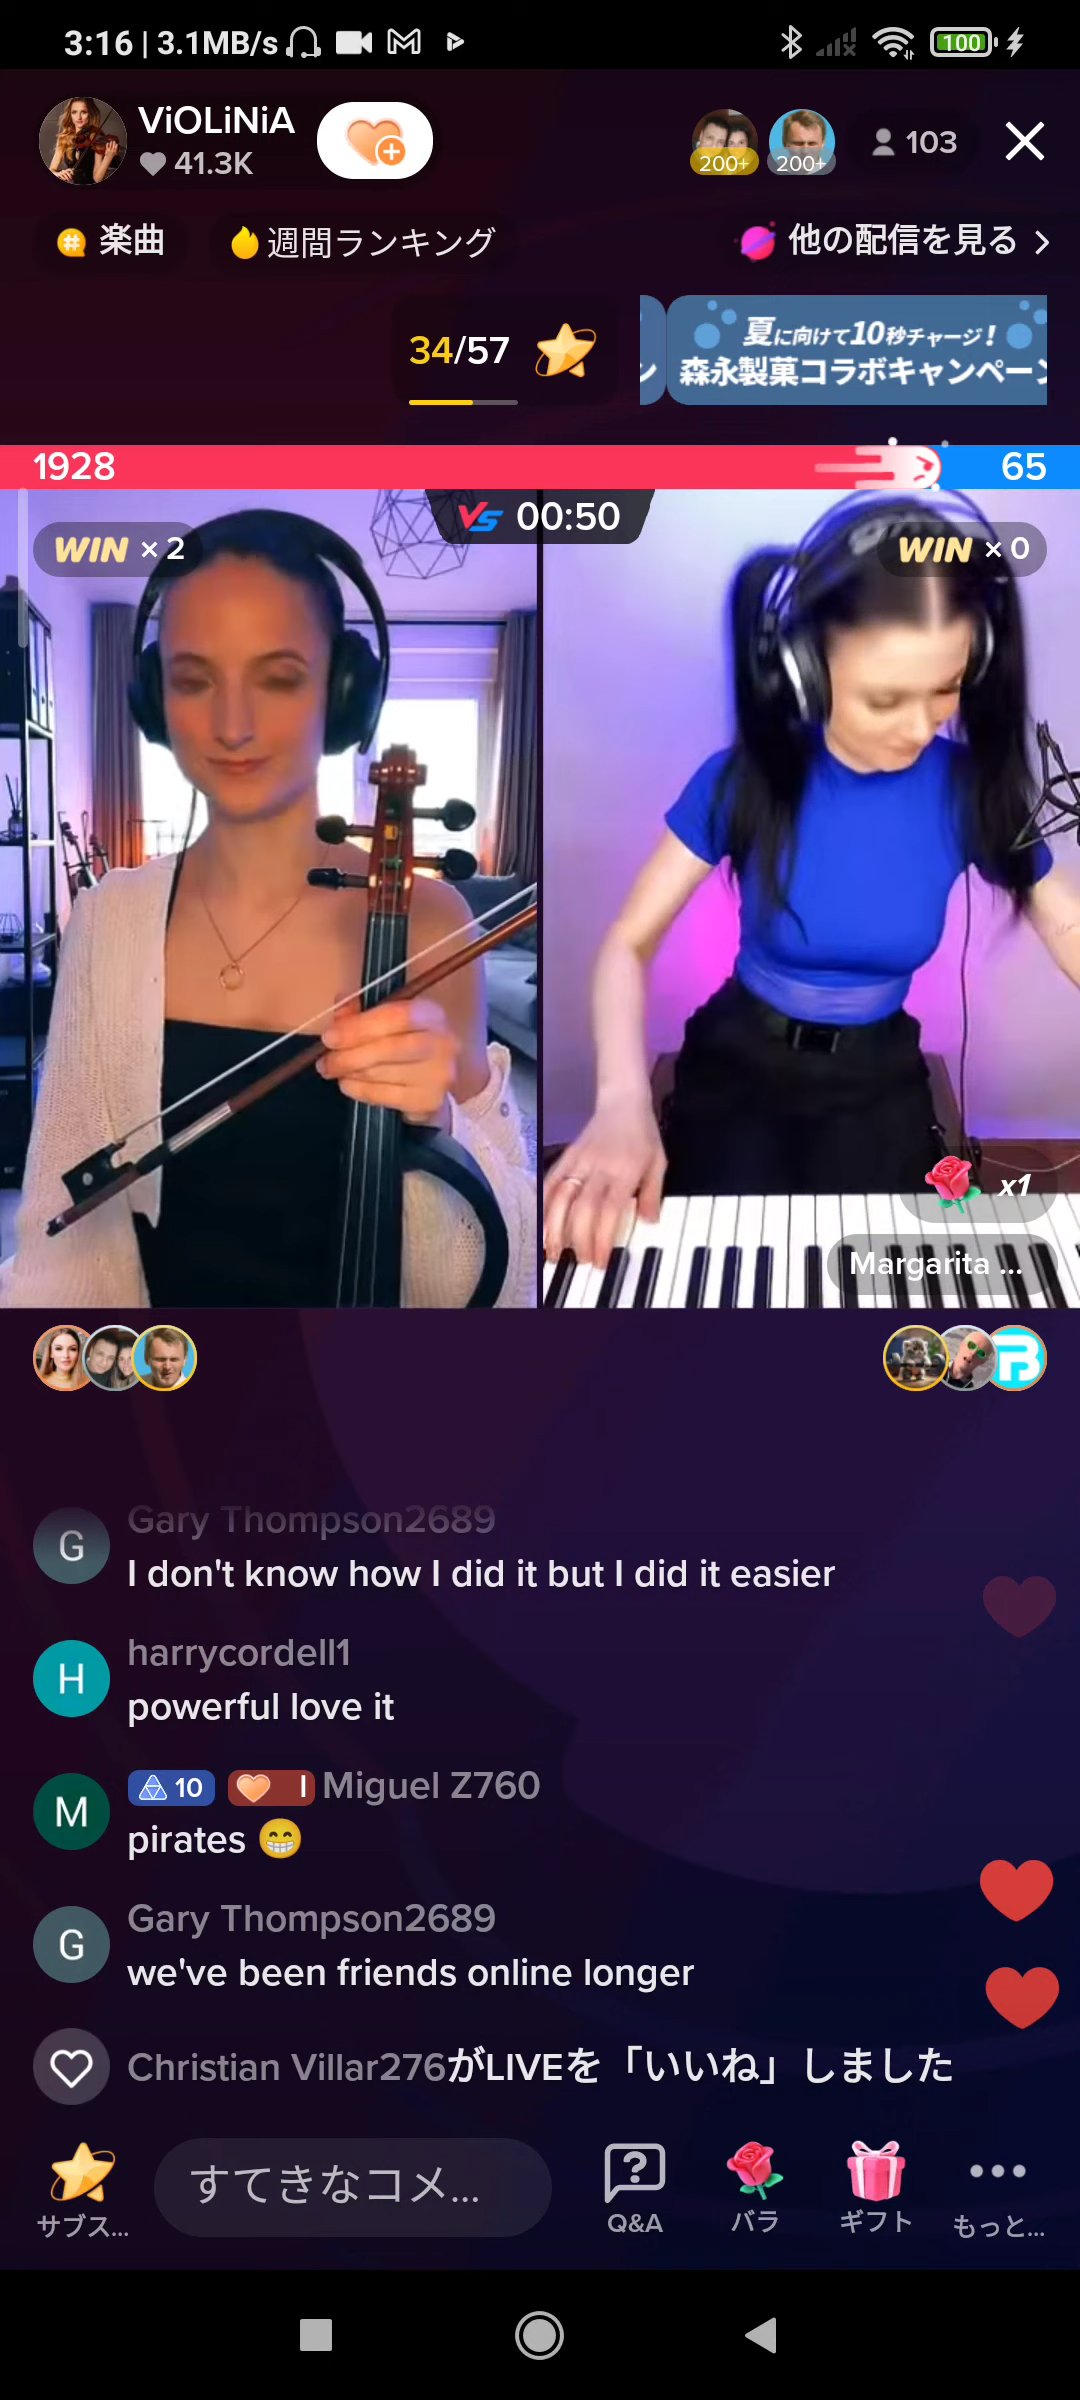 3:16 | 3.1MB/s
100
ViOLiNiA
41.3K
200+
200+
103
楽曲
週間ランキング
他の配信を見る
34/57
ン
夏に向けて10秒チャージ!
森永製菓コラボキャンペーン
1928
65
VS 00:50
WIN × 2
WIN × 0
x1
Margarita ...
G
Gary Thompson2689
I don't know how I did it but I did it easier
H
harrycordell1
powerful love it
M
10 I Miguel Z760
pirates 😁
G
Gary Thompson2689
we've been friends online longer
Christian Villar276がLIVEを「いいね」しました
すてきなコメ...
サブス...
Q&A
バラ
ギフト
もっと...